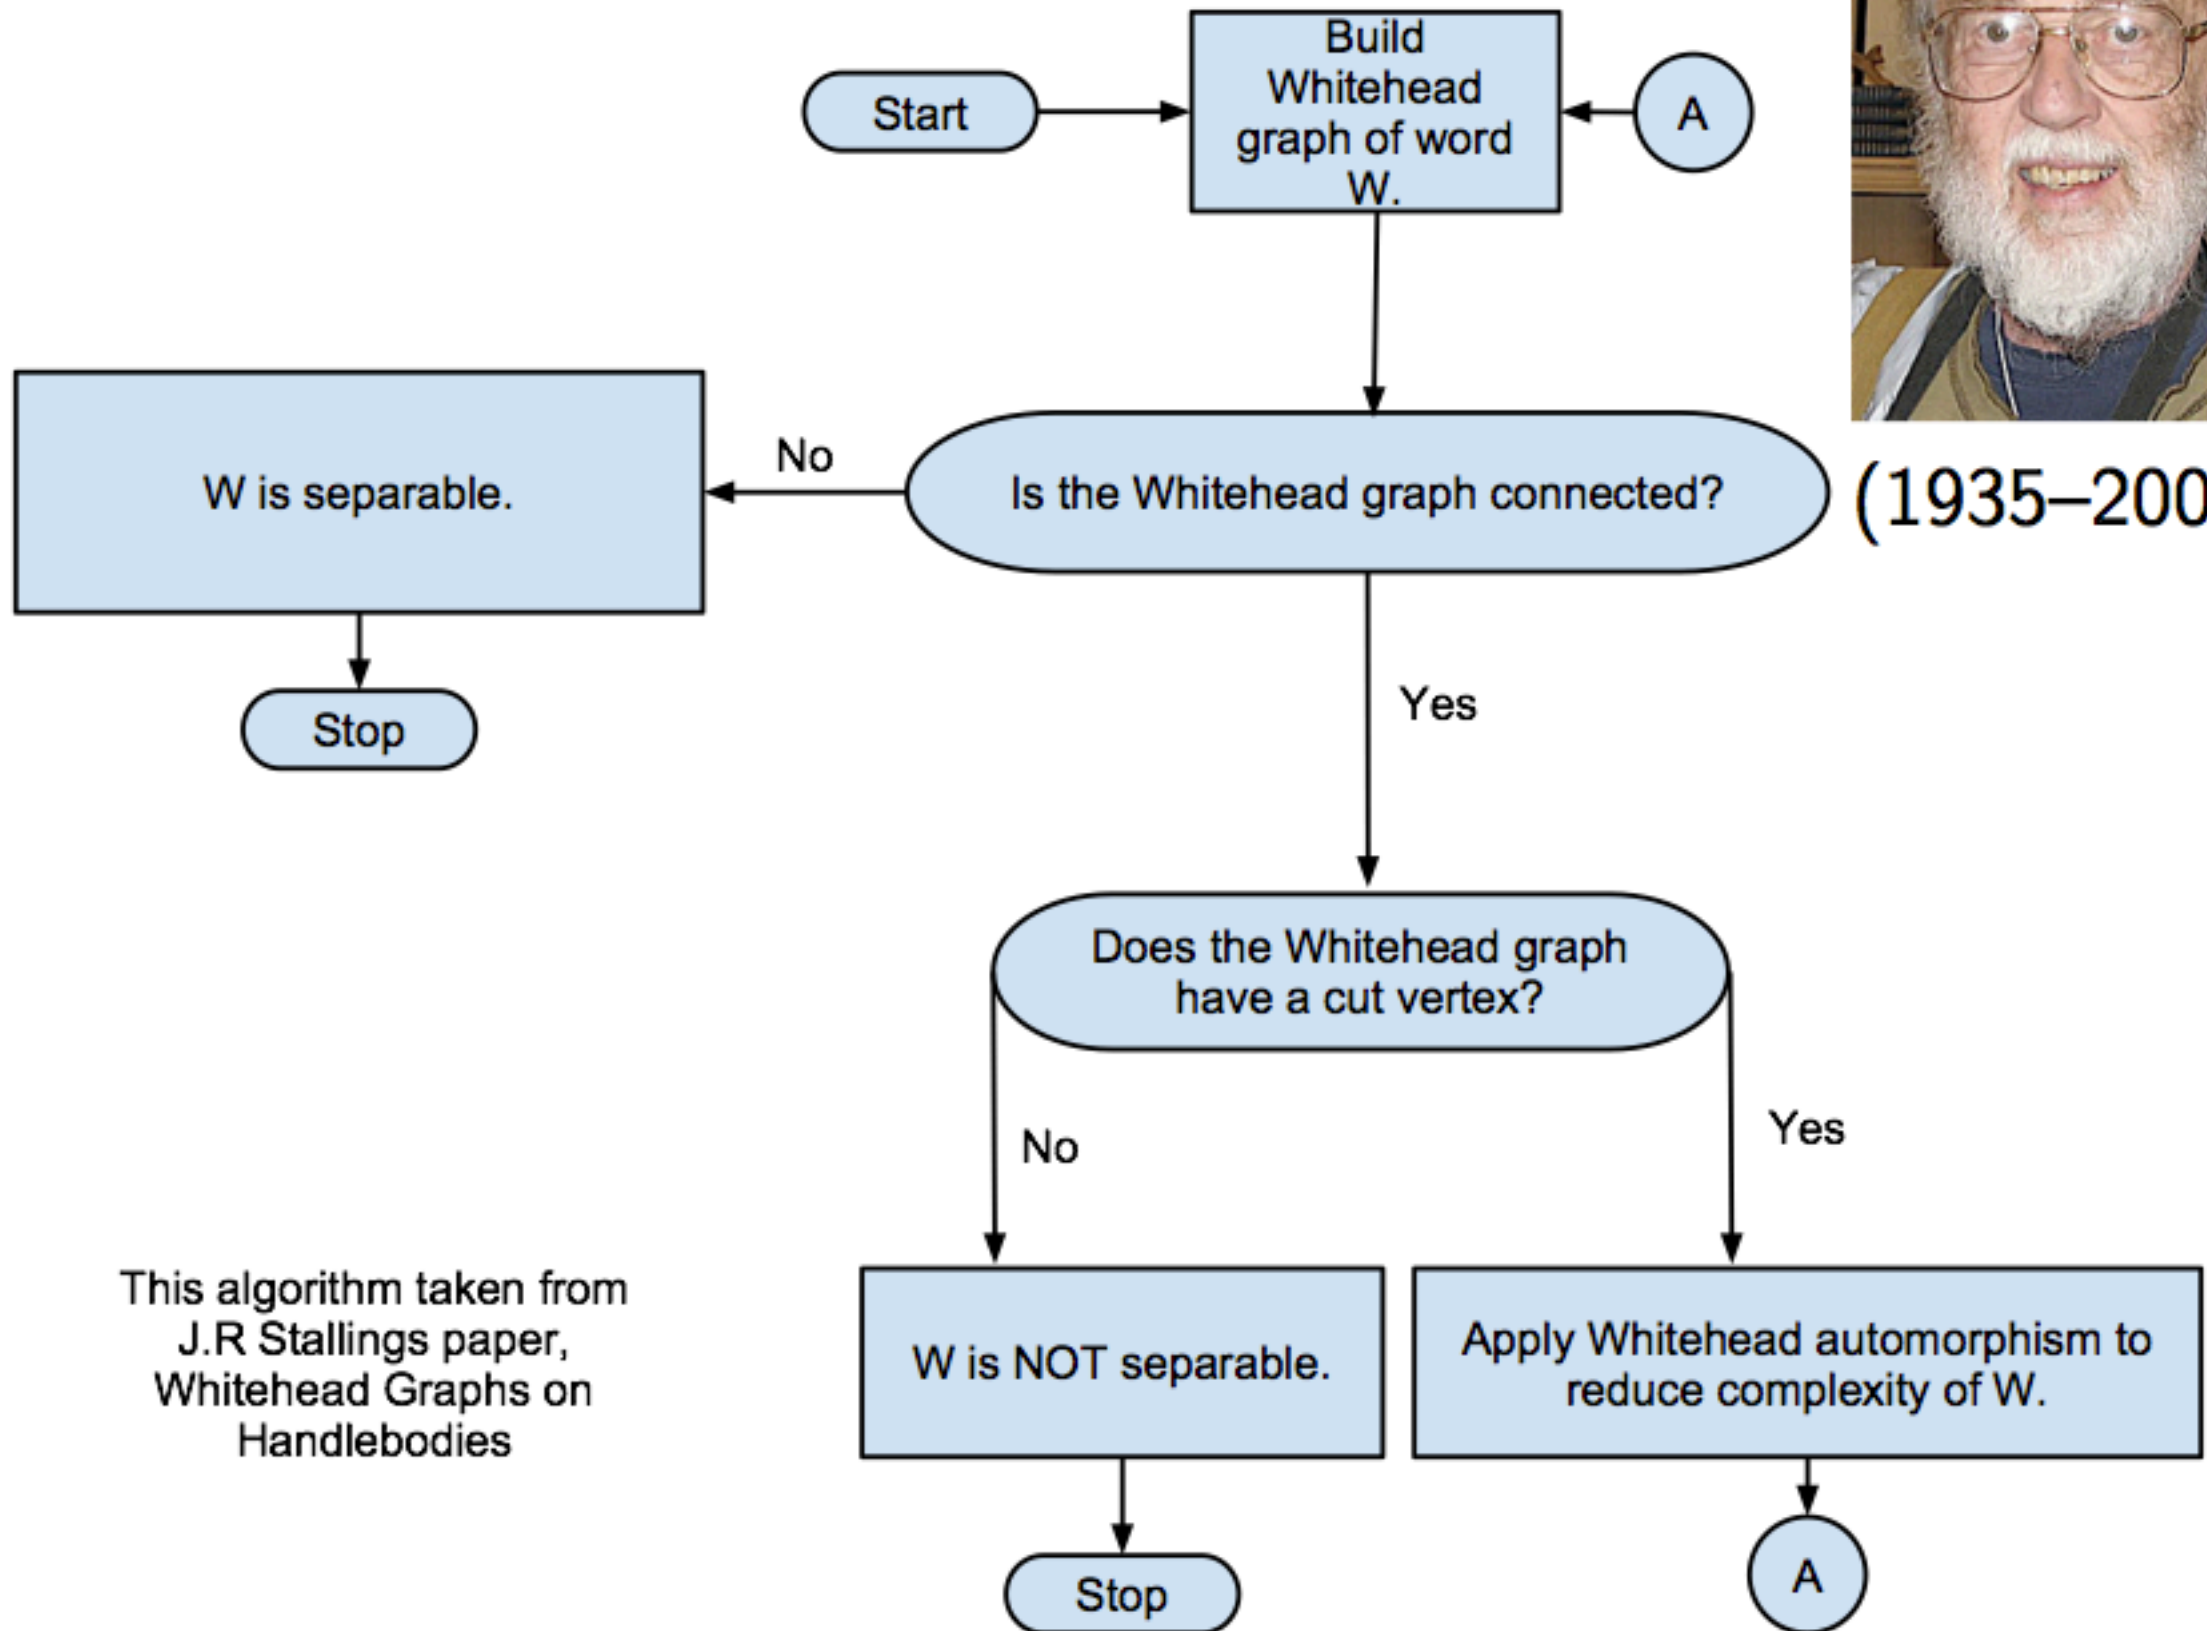 Build
Whitehead
graph of word
W.
Start
A
No
W is separable.
Is the Whitehead graph connected?
(1935–200
Stop
Yes
Does the Whitehead graph
have a cut vertex?
No
Yes
This algorithm taken from
J.R Stallings paper,
Whitehead Graphs on
Handlebodies
W is NOT separable.
Apply Whitehead automorphism to
reduce complexity of W.
Stop
A